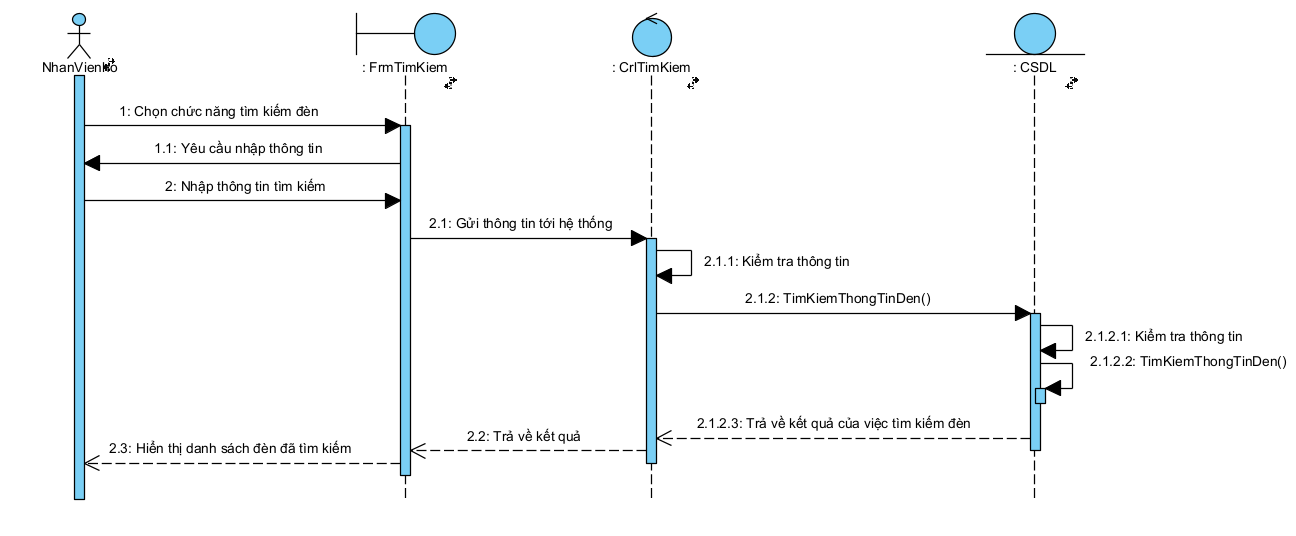 NhanVienKo
: FrmTimKiem
: CrlTimKiem
: CSDL
1: Chọn chức năng tìm kiếm đèn
1.1: Yêu cầu nhập thông tin
2: Nhập thông tin tìm kiếm
2.1: Gửi thông tin tới hệ thống
2.1.1: Kiểm tra thông tin
2.1.2: TimKiemThongTinDen()
2.1.2.1: Kiểm tra thông tin
2.1.2.2: TimKiemThongTinDen()
2.1.2.3: Trả về kết quả của việc tìm kiếm đèn
2.2: Trả về kết quả
2.3: Hiển thị danh sách đèn đã tìm kiếm